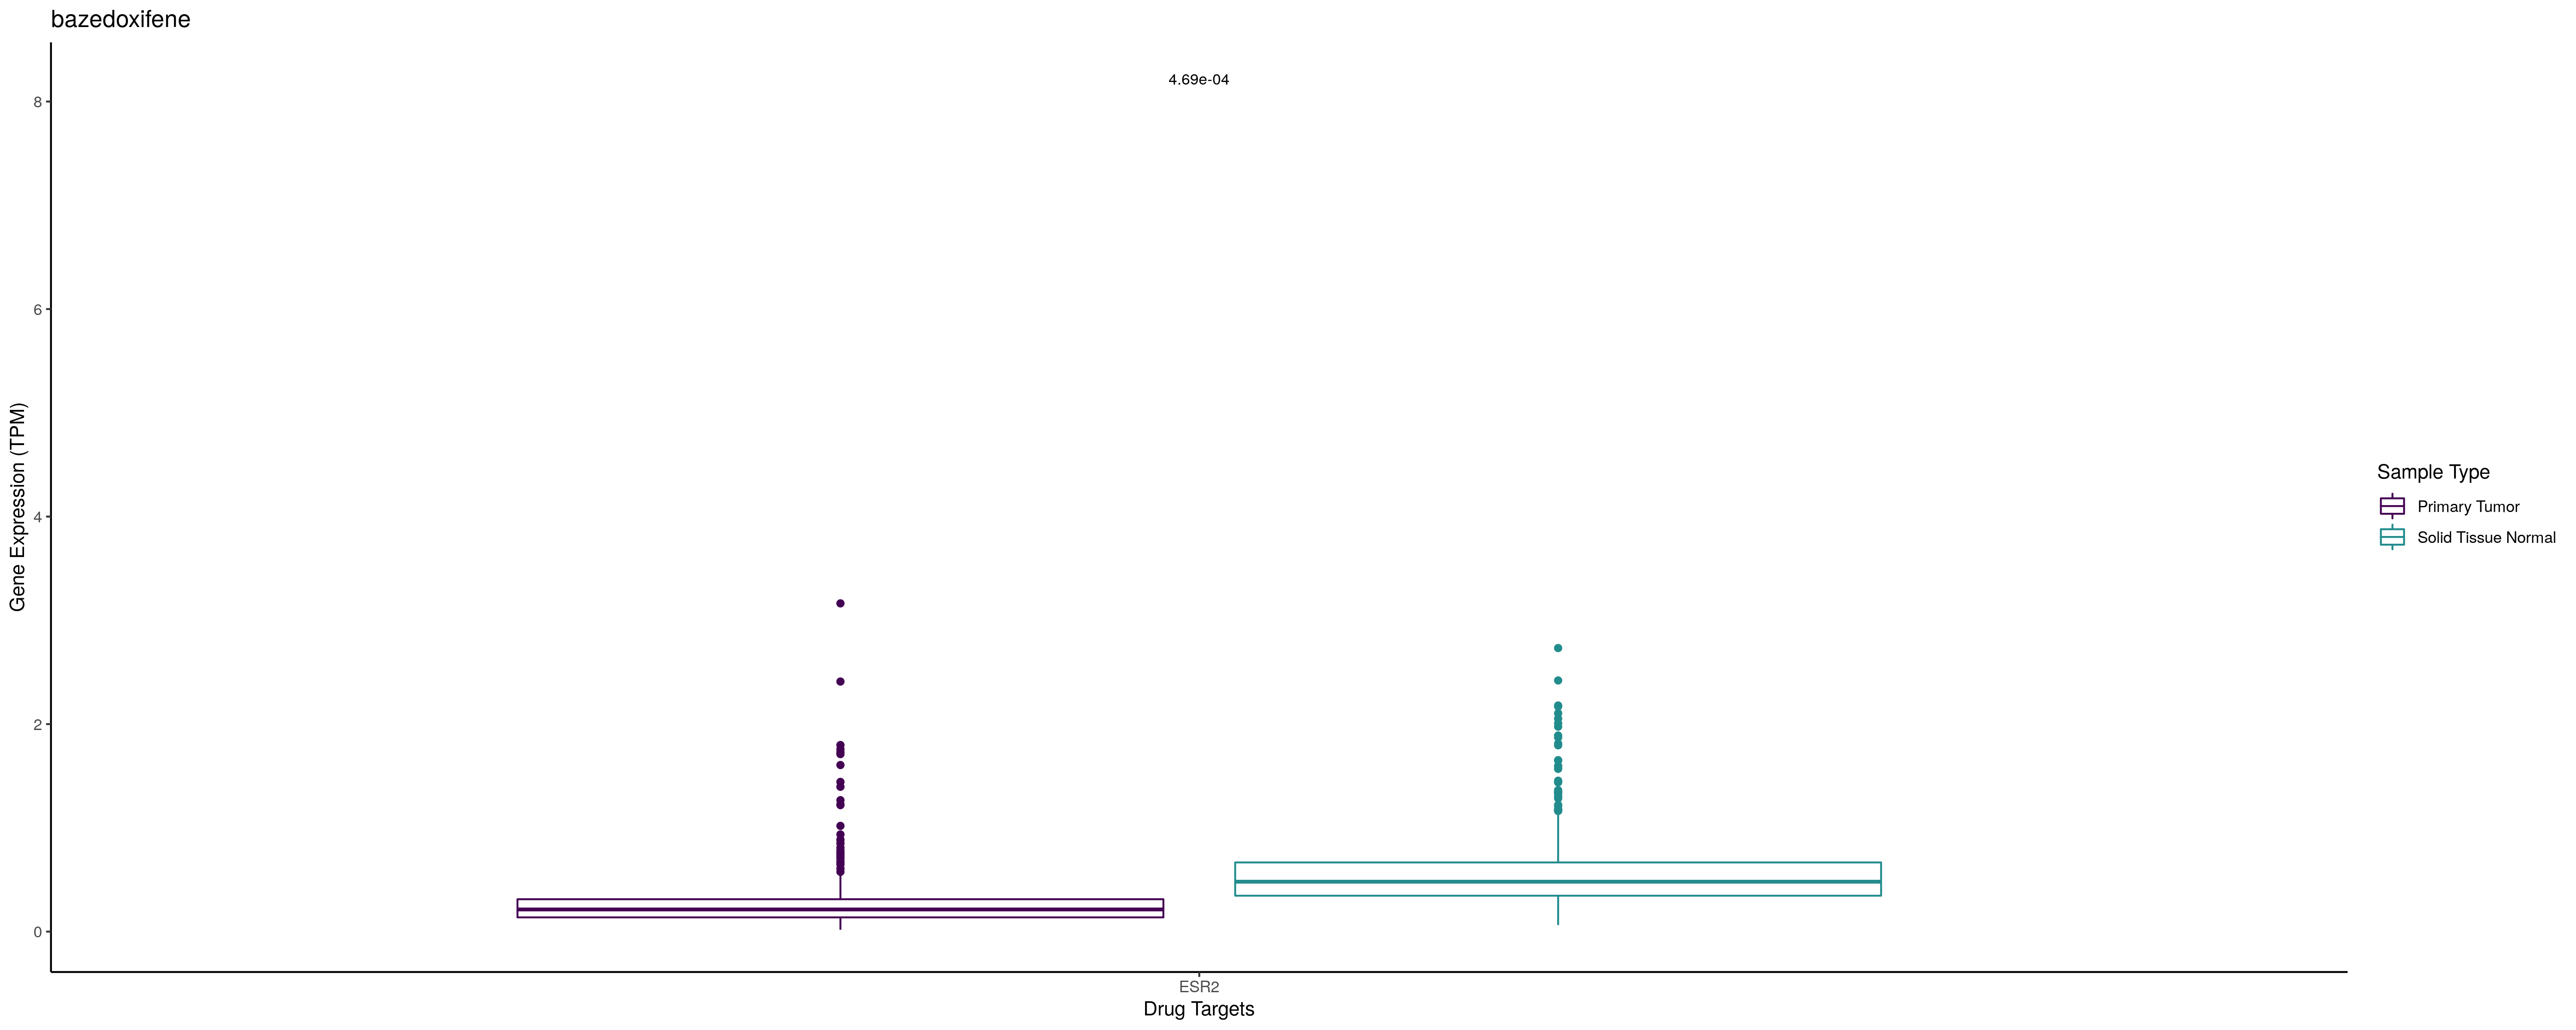 bazedoxifene
4.69e-04
8
6
4
2
0
Gene Expression (TPM)
ESR2
Drug Targets
Sample Type
Primary Tumor
Solid Tissue Normal